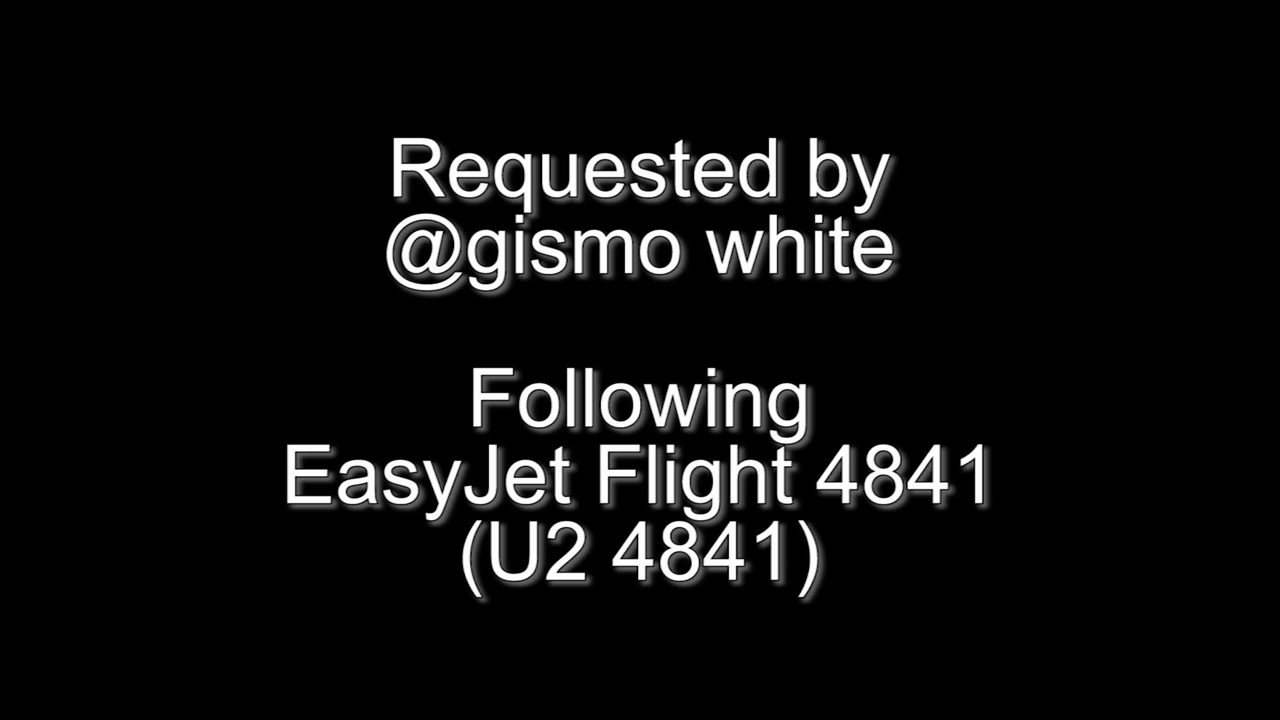 Requested by
@gismo white
Following
EasyJet Flight 4841
(U2 4841)